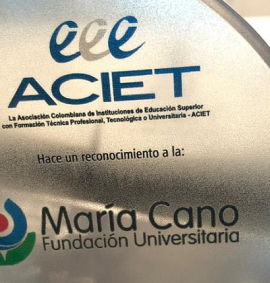 ACIET
La Asociación Colombiana de Instituciones de Educación Superior
con Formación Técnica Profesional, Tecnológica o Universitaria - ACIET
Hace un reconocimiento a la:
María Cano
Fundación Universitaria